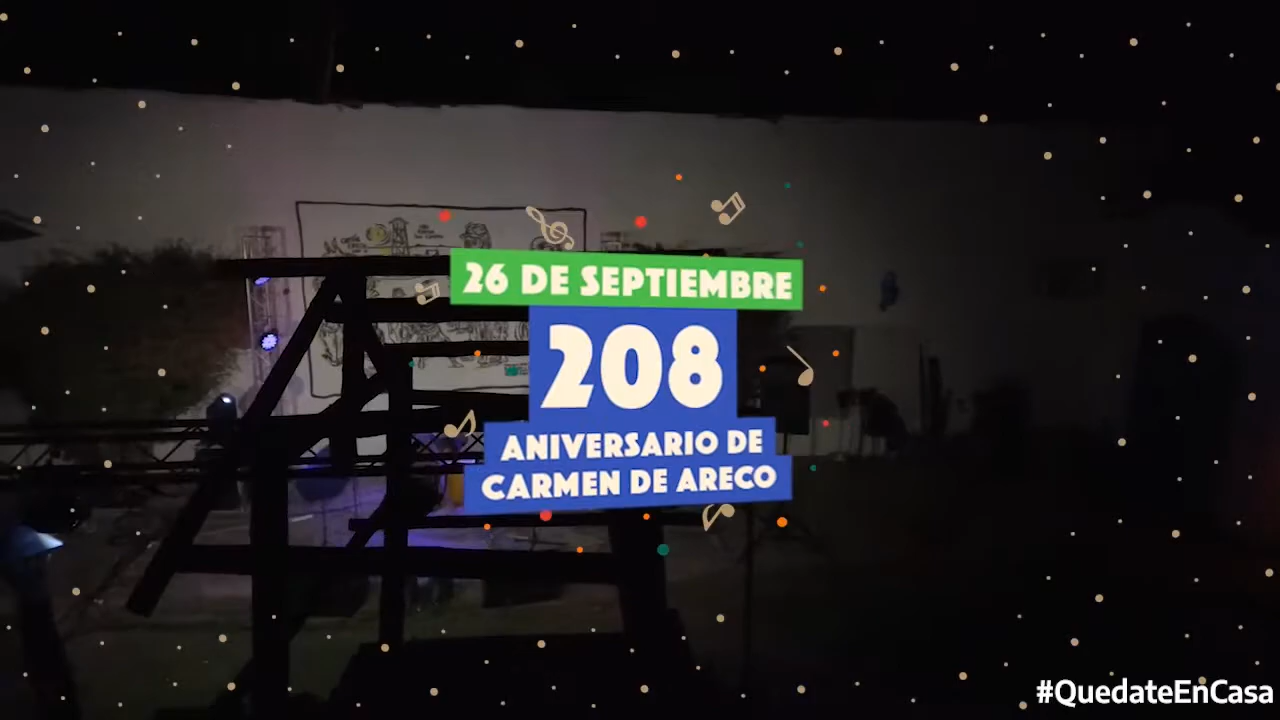 26 DE SEPTIEMBRE
208
ANIVERSARIO DE
CARMEN DE ARECO
#QuedateEnCasa